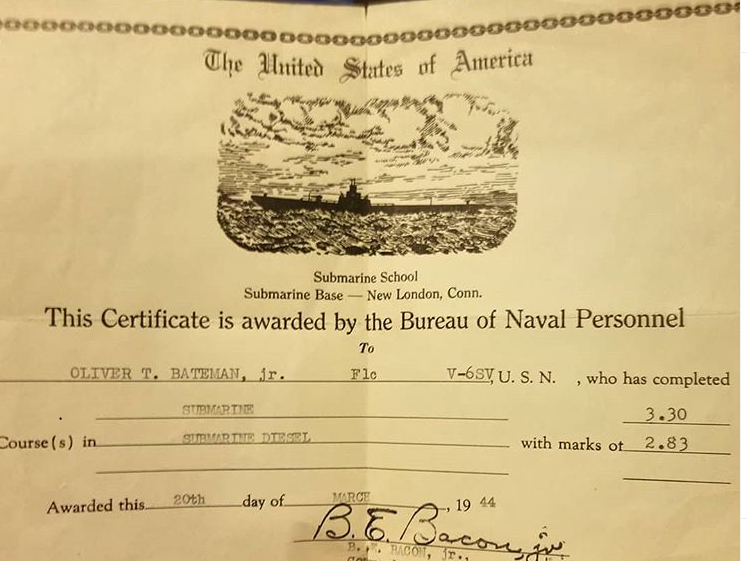 The United States of America
Submarine School
Submarine Base — New London, Conn.
This Certificate is awarded by the Bureau of Naval Personnel
To
OLIVER T. BATEMAN, jr. F1c V-6SV, U. S. N. , who has completed
SUBMARINE 3.30
Course(s) in SUBMARINE DIESEL with marks of 2.83
Awarded this 20th day of MARCH, 19 44
B. E. Bacon, jr.
B. E. BACON, jr.,